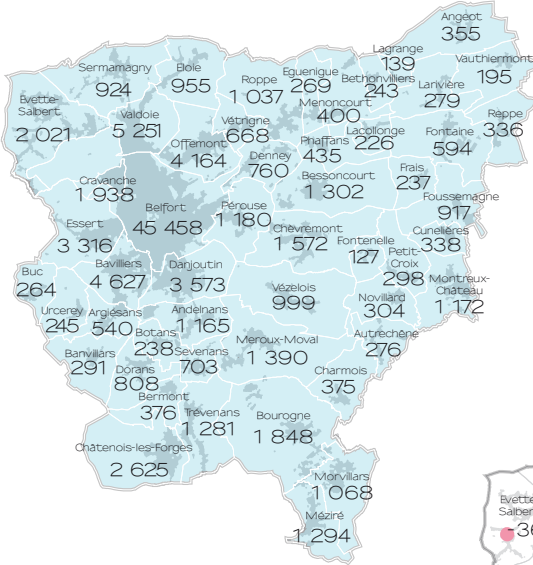 Angeot
355
Lagrange
139
Vauthiermont
195
Sermamagny
924
Eloie
955
Roppe
1 037
Eguenigue
269
Bethonvilliers
243
Larivière
279
Evette-
Salbert
2 021
Valdoie
5 251
Menoncourt
400
Reppe
336
Vétrigne
668
Offemont
4 164
Phaffans
435
Lacollonge
226
Fontaine
594
Denney
760
Bessoncourt
1 302
Frais
237
Cravanche
1 938
Foussemagne
917
Belfort
45 458
Pérouse
1 180
Essert
3 316
Chèvremont
1 572
Fontenelle
127
Cunelières
338
Petit-
Croix
298
Buc
264
Bavilliers
4 627
Danjoutin
3 573
Montreux-
Château
1 172
Vézelois
999
Novillard
304
Urcerey
245
Argiésans
540
Andelnans
1 165
Botans
238
Autrechêne
276
Meroux-Moval
1 390
Banvillars
291
Sevenans
703
Dorans
808
Charmois
375
Bermont
376
Trévenans
1 281
Bourogne
1 848
Châtenois-les-Forges
2 625
Morvillars
1 068
Méziré
1 294
Evette
Salbert
-36